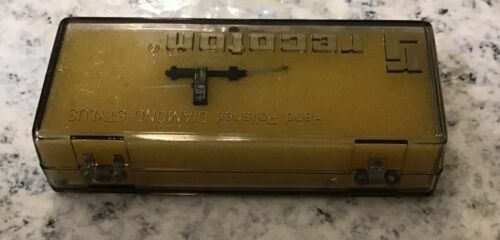 recoton®
Hand Polished DIAMOND STYLUS